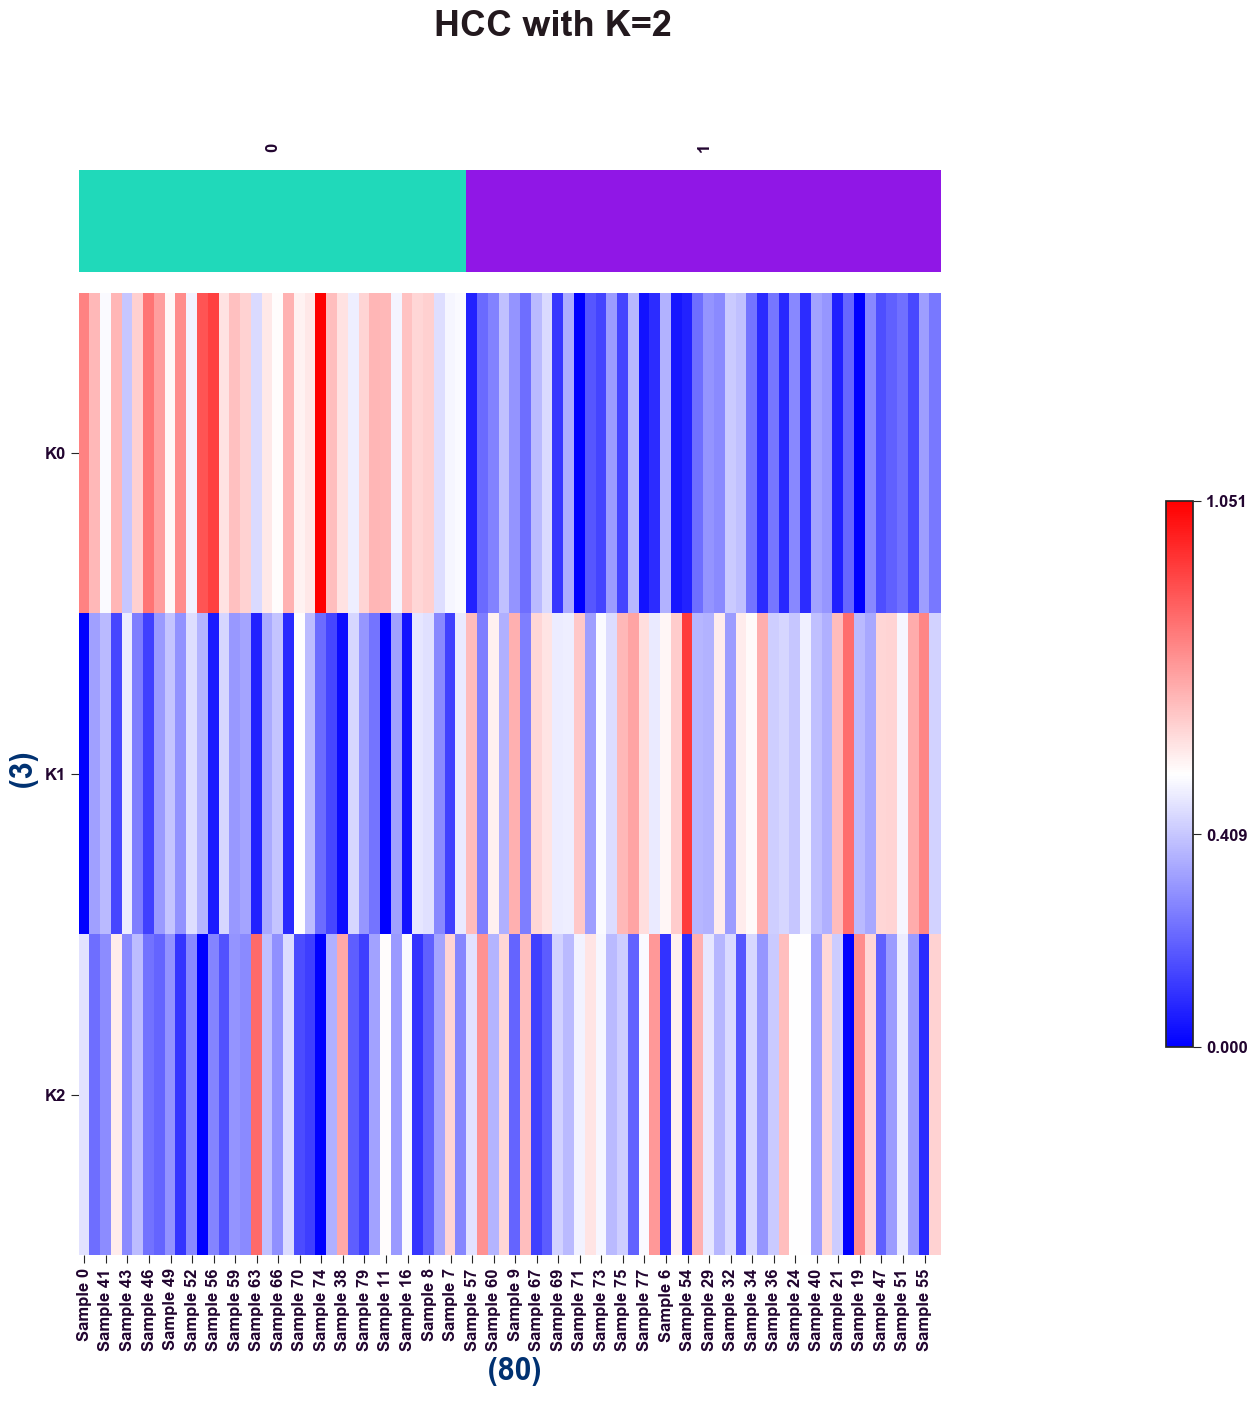 HCC with K=2
0
1
K0
K1
K2
(3)
1.051
0.409
0.000
Sample 0
Sample 41
Sample 43
Sample 46
Sample 49
Sample 52
Sample 56
Sample 59
Sample 63
Sample 66
Sample 70
Sample 74
Sample 38
Sample 79
Sample 11
Sample 16
Sample 8
Sample 7
Sample 57
Sample 60
Sample 9
Sample 67
Sample 69
Sample 71
Sample 73
Sample 75
Sample 77
Sample 6
Sample 54
Sample 29
Sample 32
Sample 34
Sample 36
Sample 24
Sample 40
Sample 21
Sample 19
Sample 47
Sample 51
Sample 55
(80)